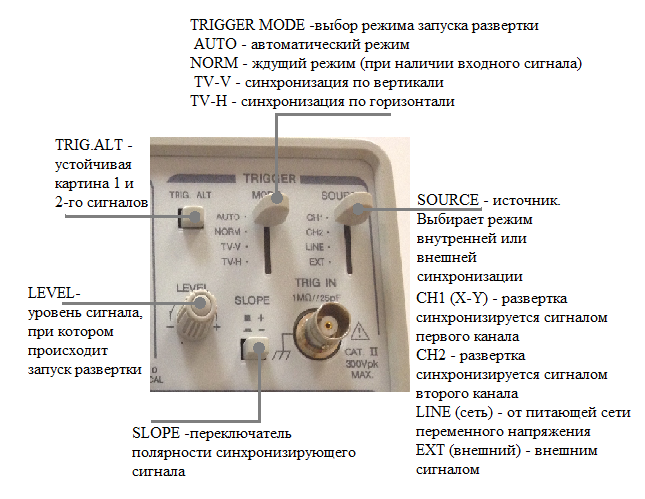 TRIGGER MODE -выбор режима запуска развертки
AUTO - автоматический режим
NORM - ждущий режим (при наличии входного сигнала)
TV-V - синхронизация по вертикали
TV-H - синхронизация по горизонтали
TRIG.ALT -
устойчивая
картина 1 и
2-го сигналов
LEVEL-
уровень сигнала,
при котором
происходит
запуск развертки
TRIGGER
TRIG. ALT
SOURCE
AUTO
NORM
TV-V
TV-H
CH1
CH2
LINE
EXT
LEVEL
SLOPE
+
-
TRIG IN
1MΩ//25pF
CAT. II
300Vpk
MAX.
SOURCE - источник.
Выбирает режим
внутренней или
внешней
синхронизации
CH1 (X-Y) - развертка
синхронизируется сигналом
первого канала
CH2 - развертка
синхронизируется сигналом
второго канала
LINE (сеть) - от питающей сети
переменного напряжения
EXT (внешний) - внешним
сигналом
SLOPE -переключатель
полярности синхронизирующего
сигнала